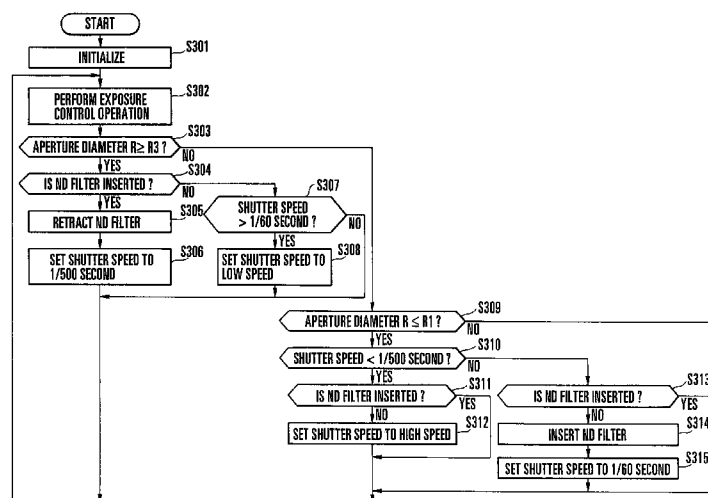 START
S301
INITIALIZE
S302
PERFORM EXPOSURE
CONTROL OPERATION
S303
APERTURE DIAMETER R≥ R3 ?
NO
YES
S304
IS ND FILTER INSERTED ?
NO
YES
S305
RETRACT ND FILTER
S306
SET SHUTTER SPEED TO
1/500 SECOND
S307
SHUTTER SPEED
> 1/60 SECOND ?
NO
YES
S308
SET SHUTTER SPEED TO
LOW SPEED
S309
APERTURE DIAMETER R ≤ R1 ?
NO
YES
S310
SHUTTER SPEED < 1/500 SECOND ?
NO
YES
S311
IS ND FILTER INSERTED ?
YES
NO
S312
SET SHUTTER SPEED TO HIGH SPEED
S313
IS ND FILTER INSERTED ?
YES
NO
S314
INSERT ND FILTER
S315
SET SHUTTER SPEED TO 1/60 SECOND